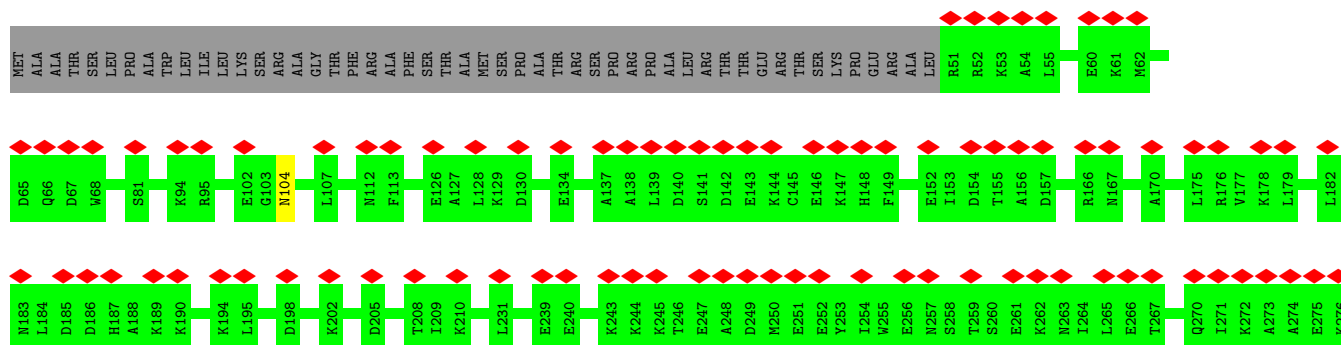 MET ALA ALA THR SER LEU PRO ALA TRP LEU ILE LEU LYS SER ARG ALA GLY THR PHE ARG ALA PHE SER THR ALA MET SER PRO ALA THR ARG SER PRO ARG PRO ALA LEU ARG THR THR GLU ARG THR SER LYS PRO GLU ARG ALA LEU R51 R52 K53 A54 L55 E60 K61 M62
D65 Q66 D67 W68 S81 K94 R95 E102 G103 N104 L107 N112 F113 E126 A127 L128 K129 D130 E134 A137 A138 L139 D140 S141 D142 E143 K144 C145 E146 K147 H148 F149 E152 I153 D154 T155 A156 D157 R166 N167 A170 L175 R176 V177 K178 L179 L182
N183 L184 D185 D186 H187 A188 K189 K190 K194 L195 D198 K202 D205 T208 I209 K210 L231 E239 E240 K243 K244 K245 T246 E247 A248 D249 M250 E251 E252 Y253 I254 W255 E256 N257 S258 T259 S260 E261 K262 N263 I264 L265 E266 T267 Q270 I271 K272 A273 A274 E275